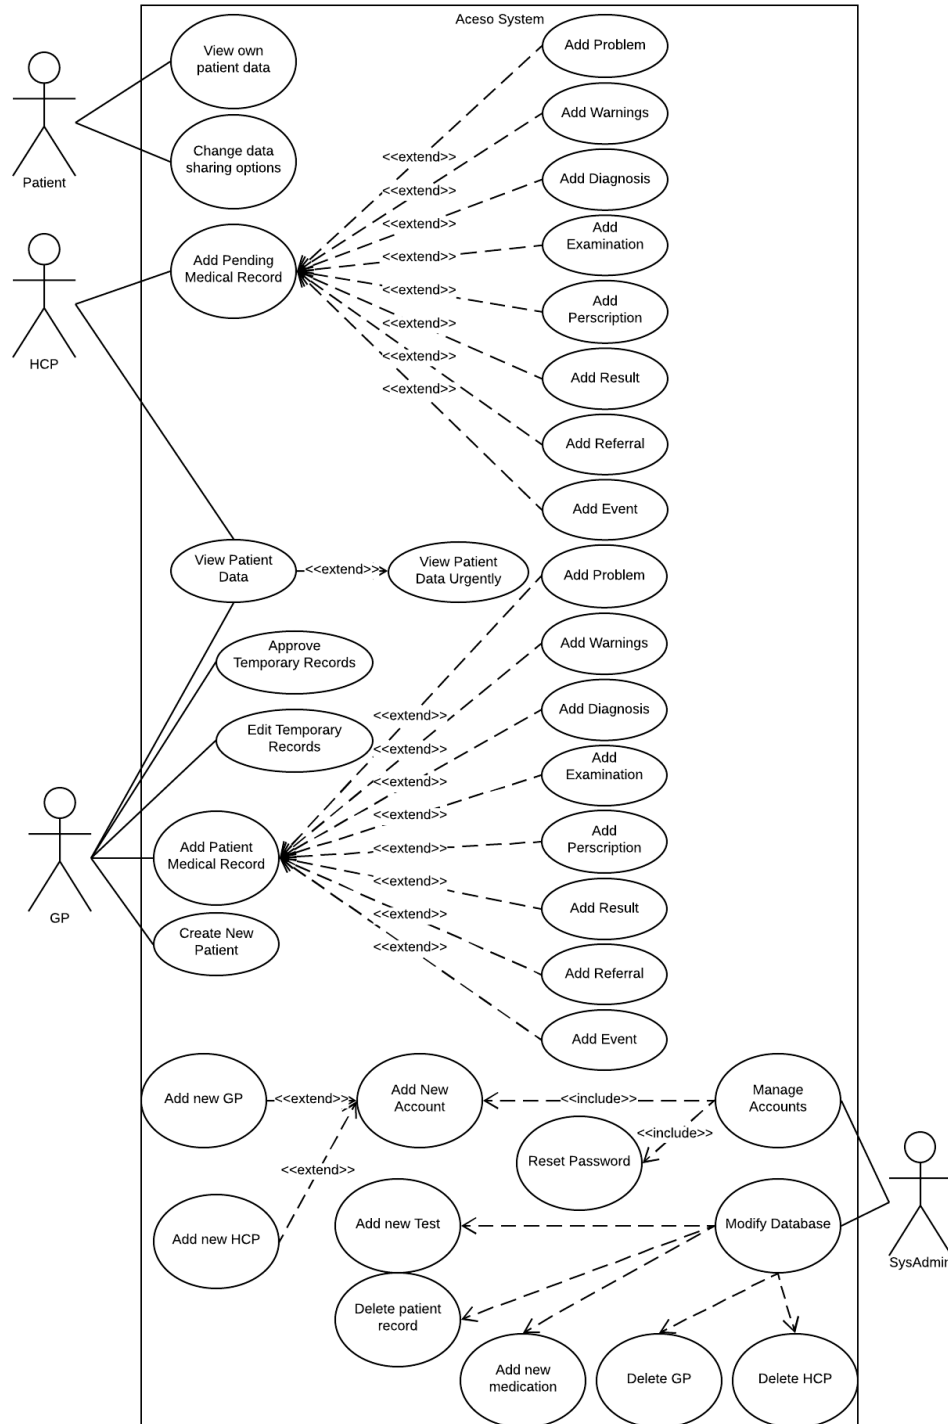 Aceso System
View own
patient data
Add Problem
Add Warnings
Change data
sharing options
<<extend>>
Add Diagnosis
Patient
<<extend>>
<<extend>>
Add
Examination
Add Pending
Medical Record
<<extend>>
<<extend>>
Add
Perscription
<<extend>>
HCP
<<extend>>
Add Result
<<extend>>
Add Referral
Add Event
View Patient
Data
<<extend>>
View Patient
Data Urgently
Add Problem
Approve
Temporary Records
Add Warnings
Edit Temporary
Records
<<extend>>
Add Diagnosis
<<extend>>
<<extend>>
Add
Examination
<<extend>>
Add Patient
Medical Record
<<extend>>
Add
Perscription
<<extend>>
GP
<<extend>>
Add Result
Create New
Patient
<<extend>>
Add Referral
Add Event
Add new GP
<<extend>>
Add New
Account
<<include>>
Manage
Accounts
<<include>>
Reset Password
<<extend>>
Add new HCP
Add new Test
Modify Database
SysAdmin
Delete patient
record
Add new
medication
Delete GP
Delete HCP